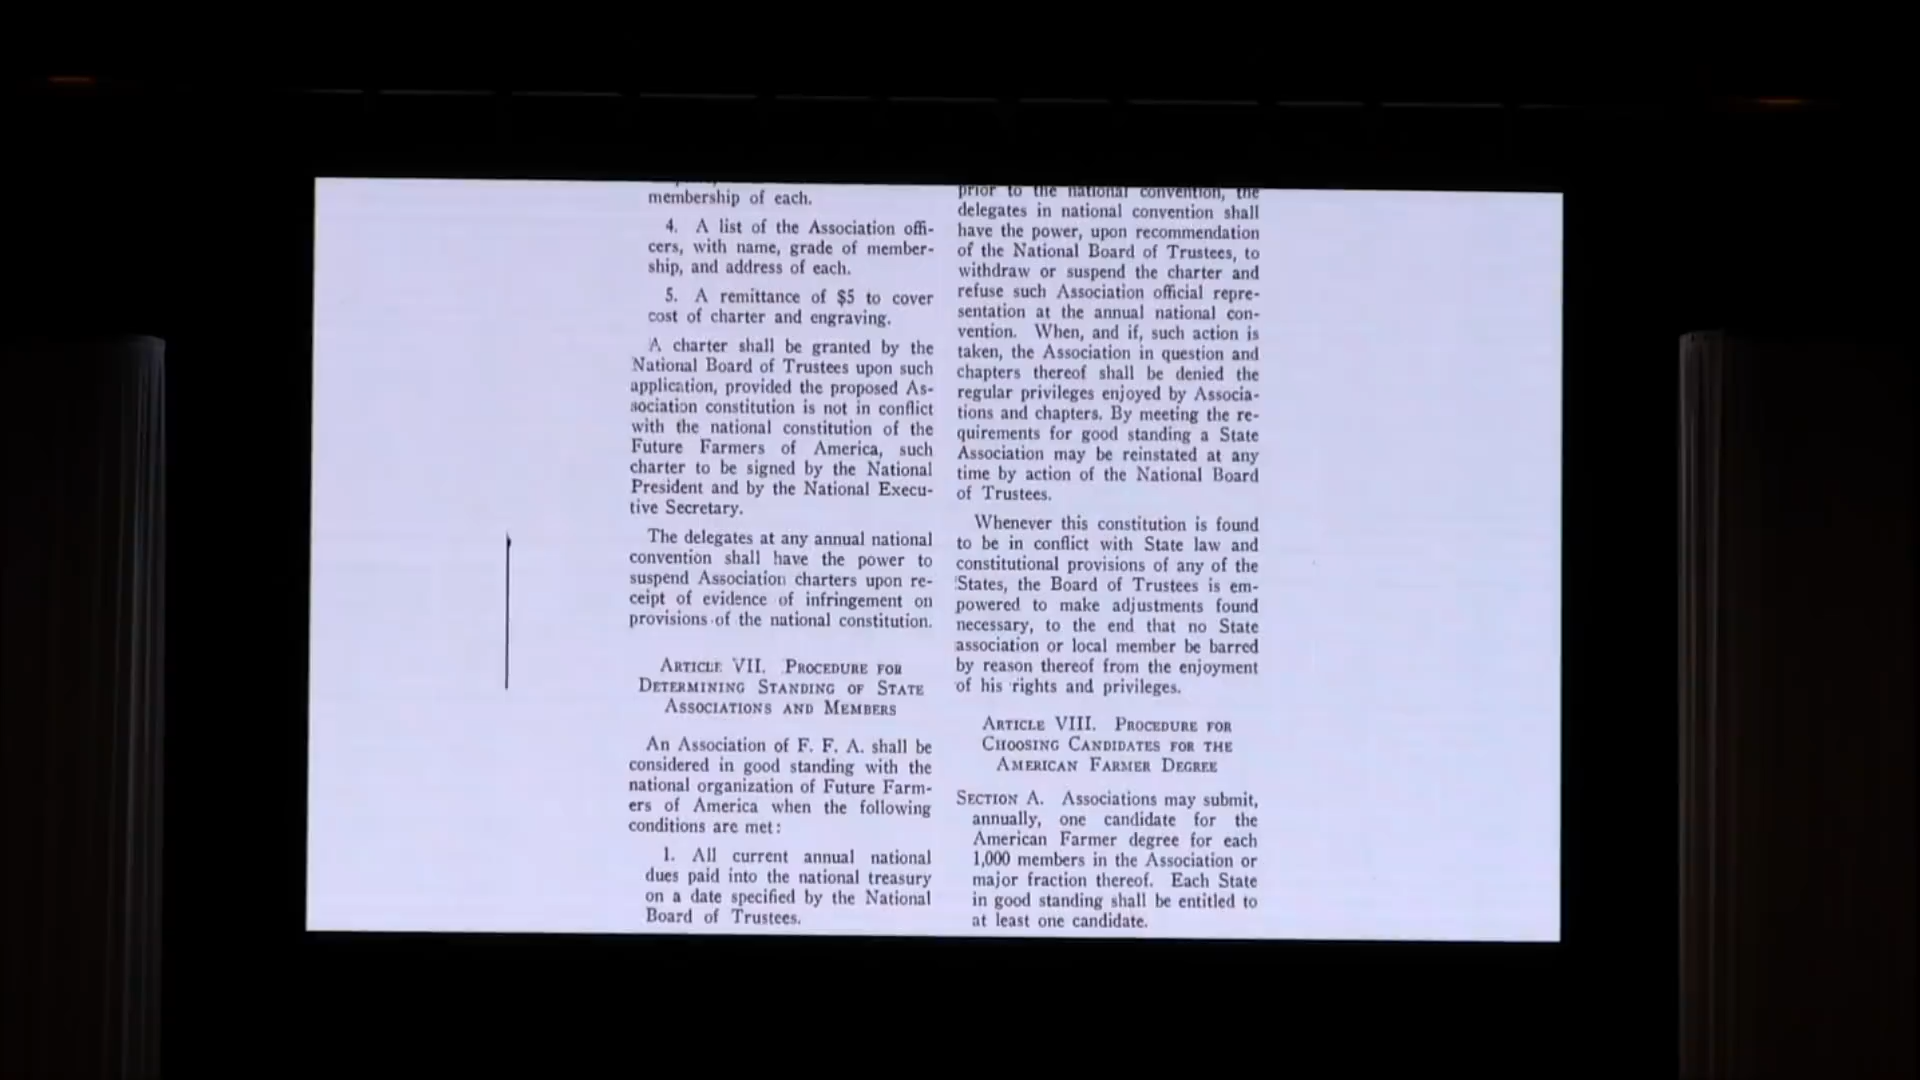 membership of each.
4. A list of the Association offi-
cers, with name, grade of member-
ship, and address of each.
5. A remittance of $5 to cover
cost of charter and engraving.
A charter shall be granted by the
National Board of Trustees upon such
application, provided the proposed As-
sociation constitution is not in conflict
with the national constitution of the
Future Farmers of America, such
charter to be signed by the National
President and by the National Execu-
tive Secretary.
The delegates at any annual national
convention shall have the power to
suspend Association charters upon re-
ceipt of evidence of infringement on
provisions of the national constitution.
ARTICLE VII. PROCEDURE FOR
DETERMINING STANDING OF STATE
ASSOCIATIONS AND MEMBERS
An Association of F. F. A. shall be
considered in good standing with the
national organization of Future Farm-
ers of America when the following
conditions are met:
1. All current annual national
dues paid into the national treasury
on a date specified by the National
Board of Trustees.
prior to the national convention, the
delegates in national convention shall
have the power, upon recommendation
of the National Board of Trustees, to
withdraw or suspend the charter and
refuse such Association official repre-
sentation at the annual national con-
vention. When, and if, such action is
taken, the Association in question and
chapters thereof shall be denied the
regular privileges enjoyed by Associa-
tions and chapters. By meeting the re-
quirements for good standing a State
Association may be reinstated at any
time by action of the National Board
of Trustees.
Whenever this constitution is found
to be in conflict with State law and
constitutional provisions of any of the
States, the Board of Trustees is em-
powered to make adjustments found
necessary, to the end that no State
association or local member be barred
by reason thereof from the enjoyment
of his rights and privileges.
ARTICLE VIII. PROCEDURE FOR
CHOOSING CANDIDATES FOR THE
AMERICAN FARMER DEGREE
SECTION A. Associations may submit,
annually, one candidate for the
American Farmer degree for each
1,000 members in the Association or
major fraction thereof. Each State
in good standing shall be entitled to
at least one candidate.